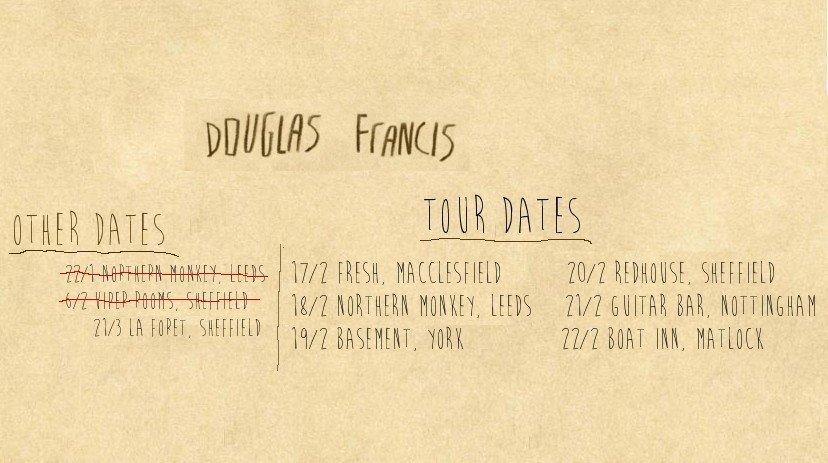 DOUGLAS FRANCIS
OTHER DATES
22/1 NORTHERN MONKEY, LEEDS
6/2 VIPER ROOMS, SHEFFIELD
21/3 LA FORET, SHEFFIELD
TOUR DATES
17/2 FRESH, MACCLESFIELD
18/2 NORTHERN MONKEY, LEEDS
19/2 BASEMENT, YORK
20/2 REDHOUSE, SHEFFIELD
21/2 GUITAR BAR, NOTTINGHAM
22/2 BOAT INN, MATLOCK